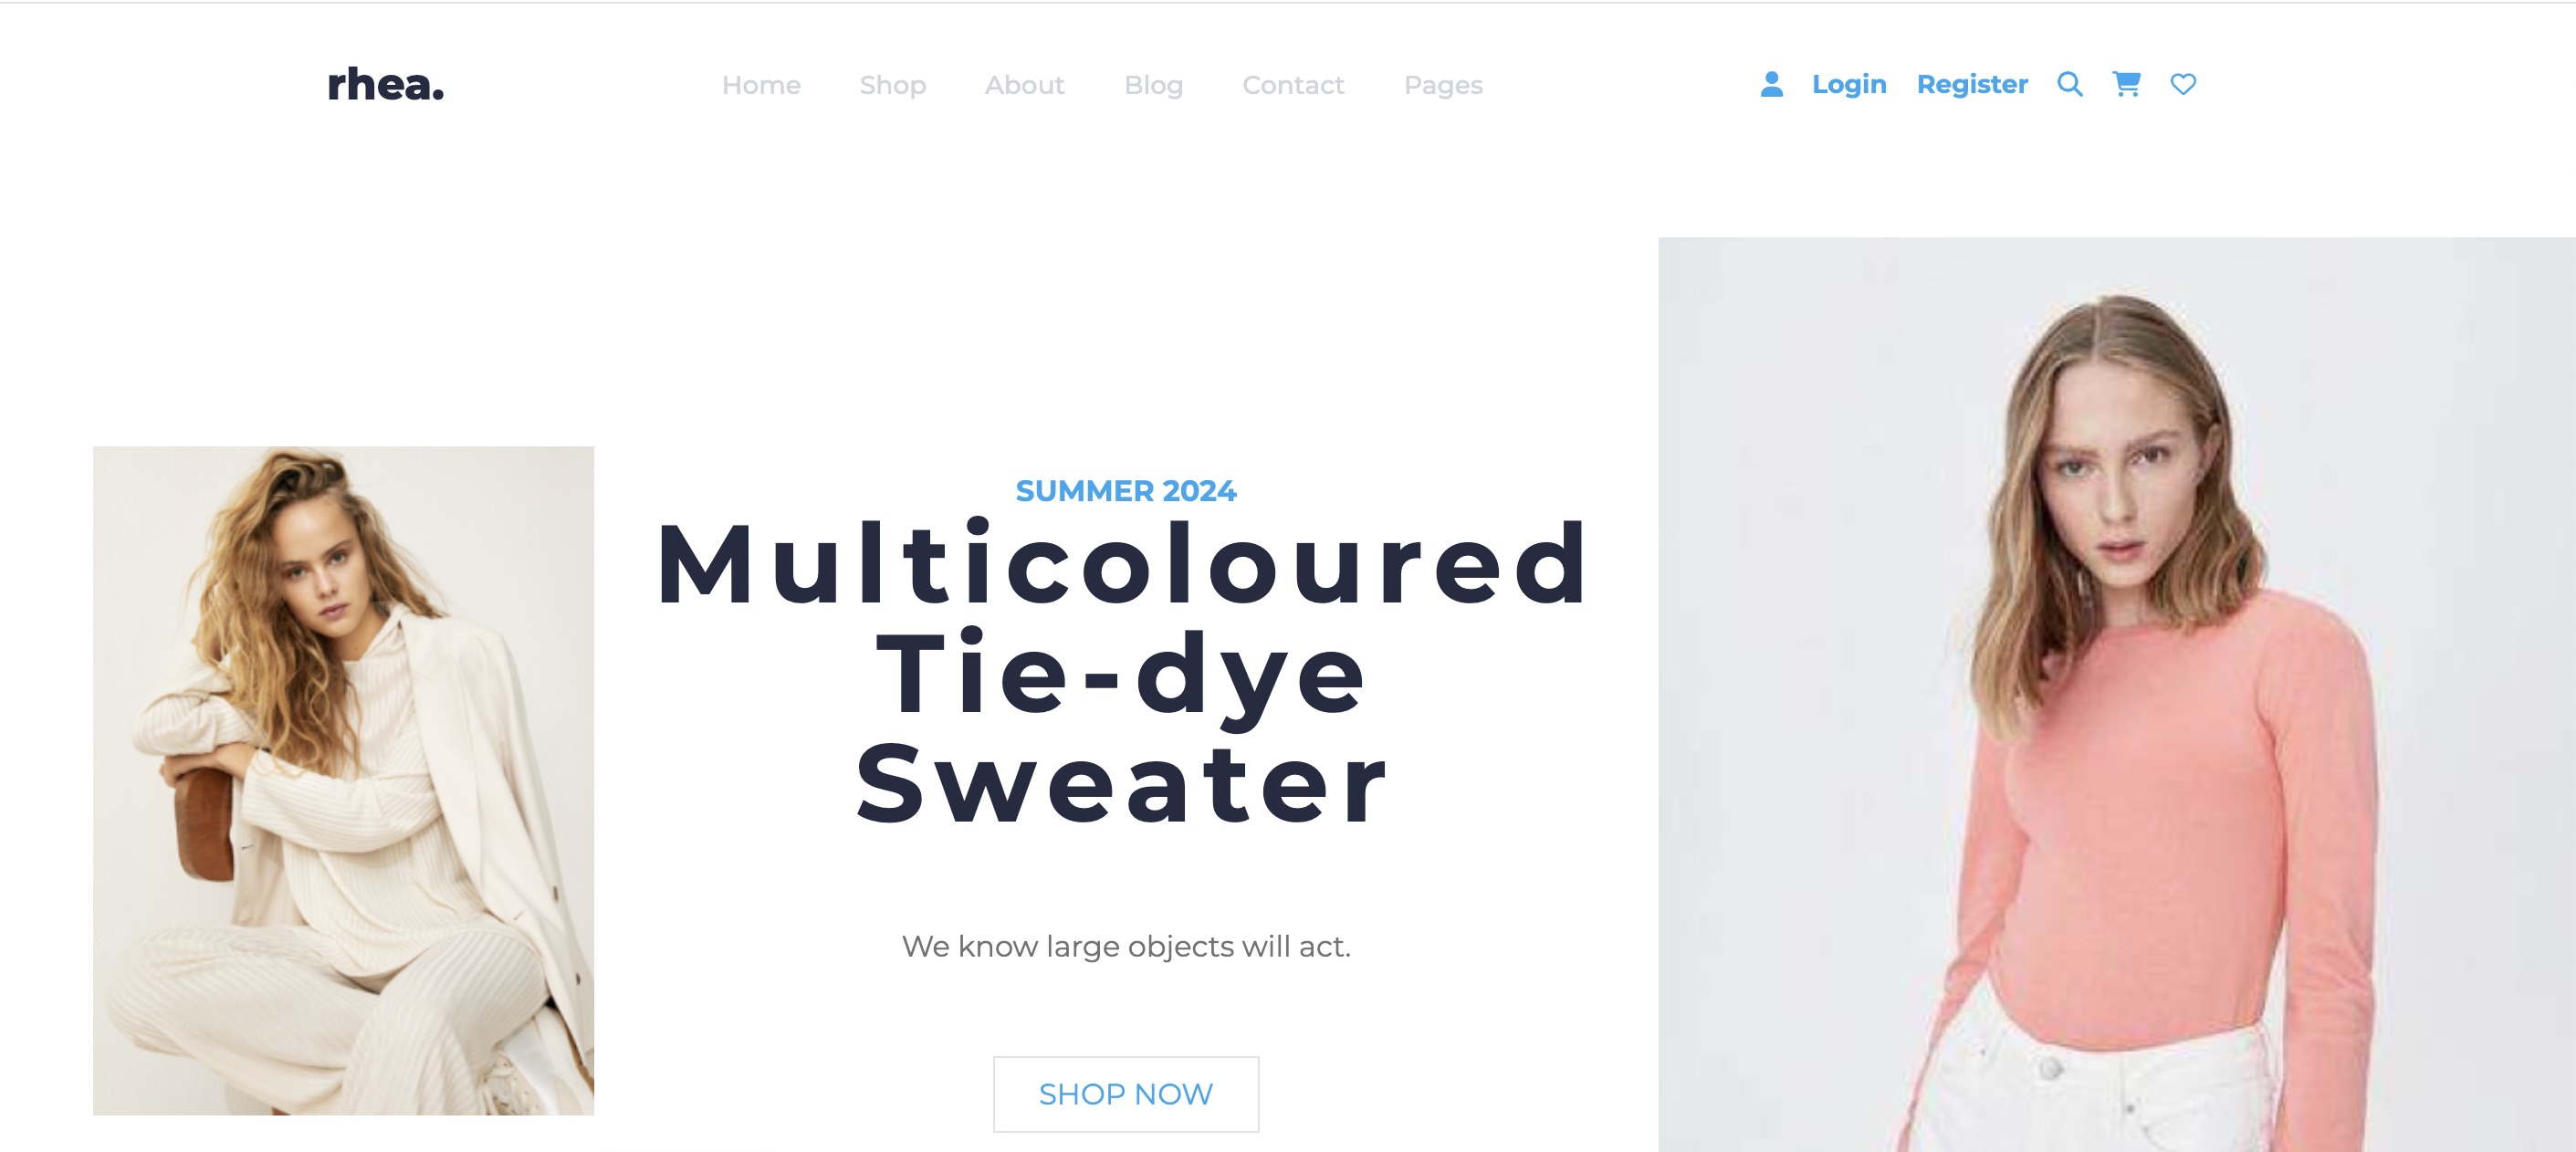 rhea.
Home Shop About Blog Contact Pages
Login Register
SUMMER 2024
Multicoloured
Tie-dye
Sweater
We know large objects will act.
SHOP NOW